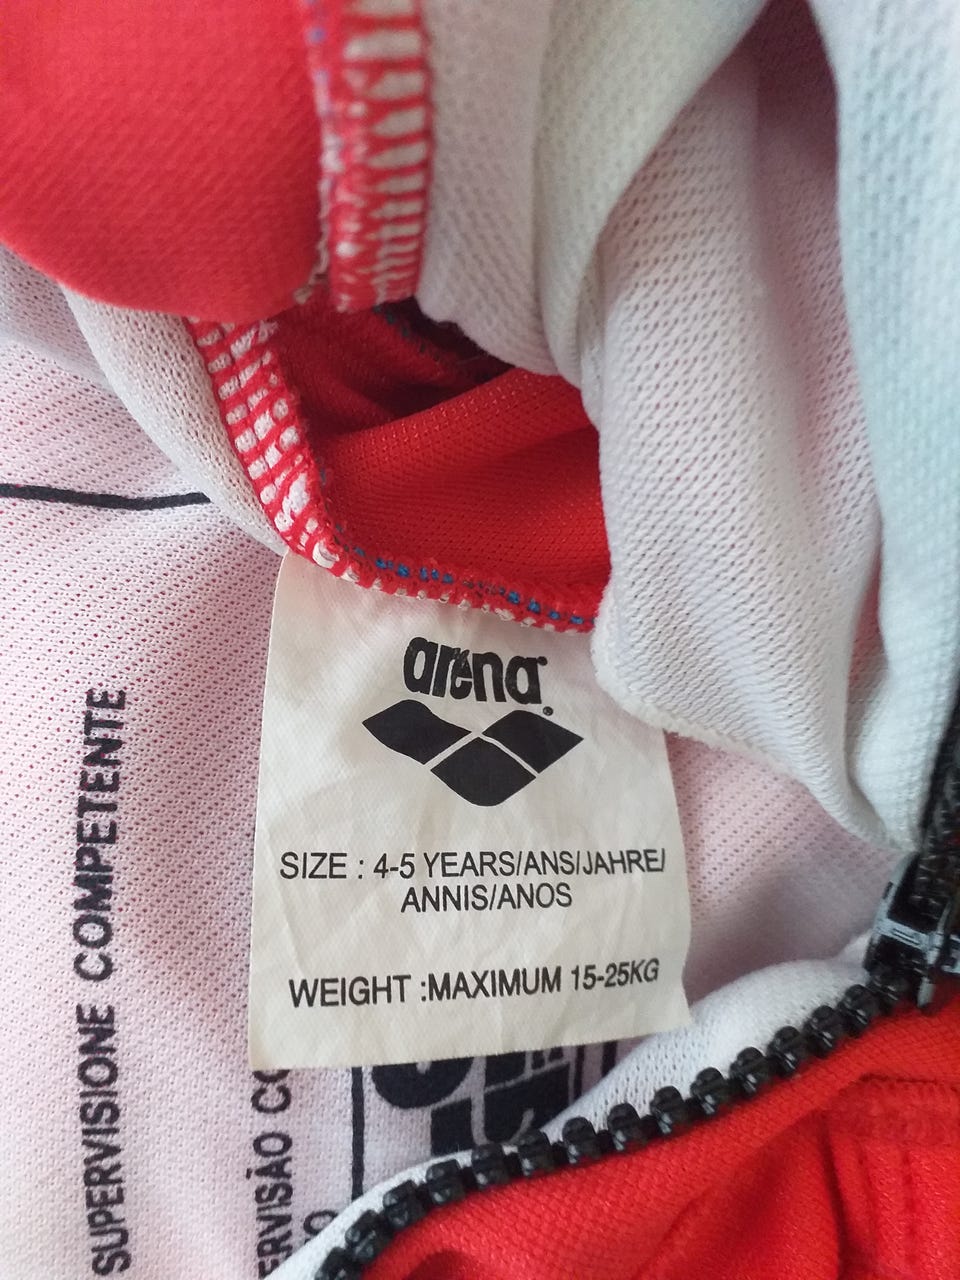 arena®
SIZE : 4-5 YEARS/ANS/JAHRE/
ANNIS/ANOS
WEIGHT :MAXIMUM 15-25KG
SUPERVISIONE COMPETENTE